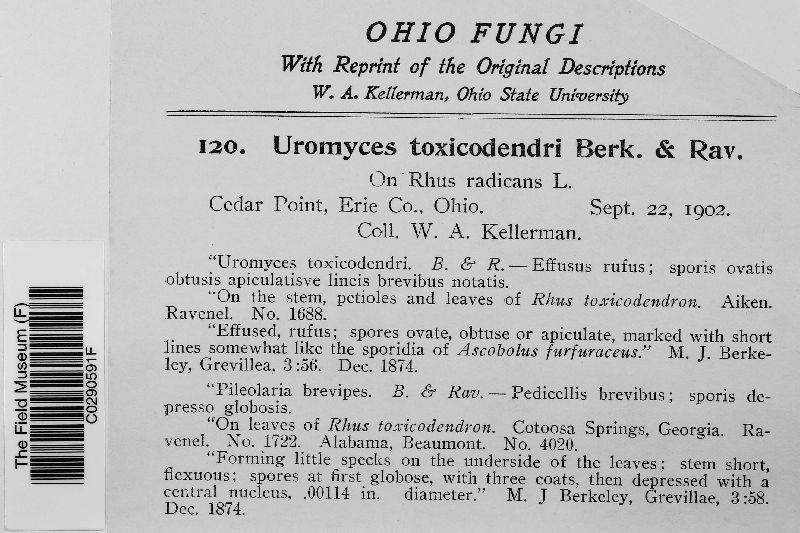 OHIO FUNGI
With Reprint of the Original Descriptions
W. A. Kellerman, Ohio State University
120. Uromyces toxicodendri Berk. & Rav.
On Rhus radicans L.
Cedar Point, Erie Co., Ohio. Sept. 22, 1902.
Coll. W. A. Kellerman.
"Uromyces toxicodendri. B. & R. — Effusus rufus; sporis ovatis
obtusis apiculatisve lineis brevibus notatis.
"On the stem, petioles and leaves of Rhus toxicodendron. Aiken.
Ravenel. No. 1688.
"Effused, rufus; spores ovate, obtuse or apiculate, marked with short
lines somewhat like the sporidia of Ascobolus furfuraceus." M. J. Berke-
ley, Grevillea, 3:56. Dec. 1874.
"Pileolaria brevipes. B. & Rav. — Pedicellis brevibus; sporis de-
presso globosis.
"On leaves of Rhus toxicodendron. Cotoosa Springs, Georgia. Ra-
venel. No. 1722. Alabama, Beaumont. No. 4020.
"Forming little specks on the underside of the leaves; stem short,
flexuous; spores at first globose, with three coats, then depressed with a
central nucleus, .00114 in. diameter." M. J Berkeley, Grevillae, 3:58.
Dec. 1874.
The Field Museum (F)
C0290591F